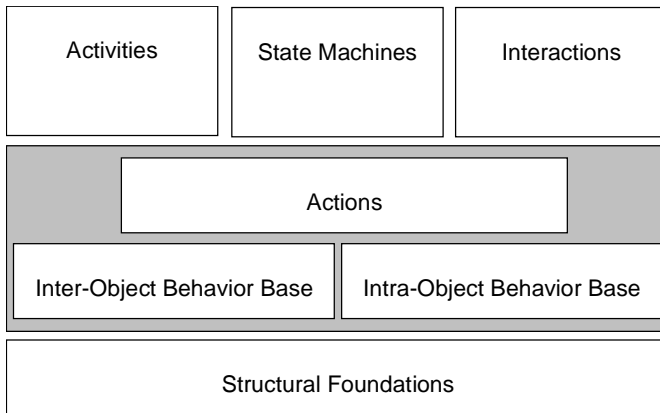 Activities
State Machines
Interactions
Actions
Inter-Object Behavior Base
Intra-Object Behavior Base
Structural Foundations